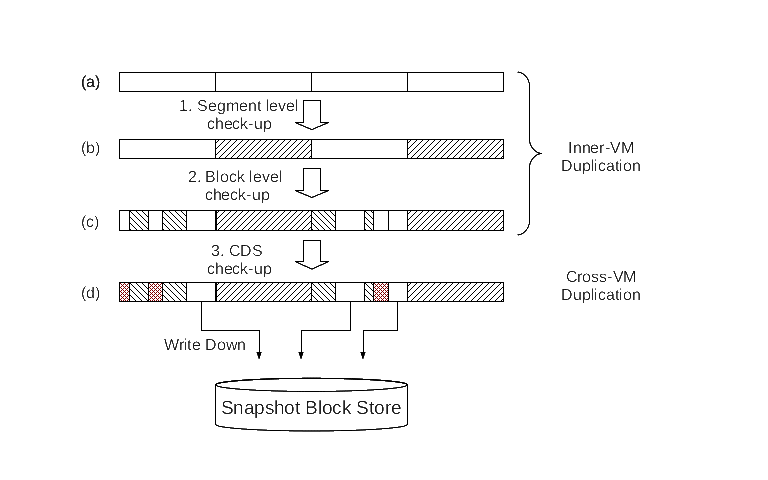 (a)
1. Segment level
check-up
(b)
Inner-VM
Duplication
2. Block level
check-up
(c)
3. CDS
check-up
(d)
Cross-VM
Duplication
Write Down
Snapshot Block Store